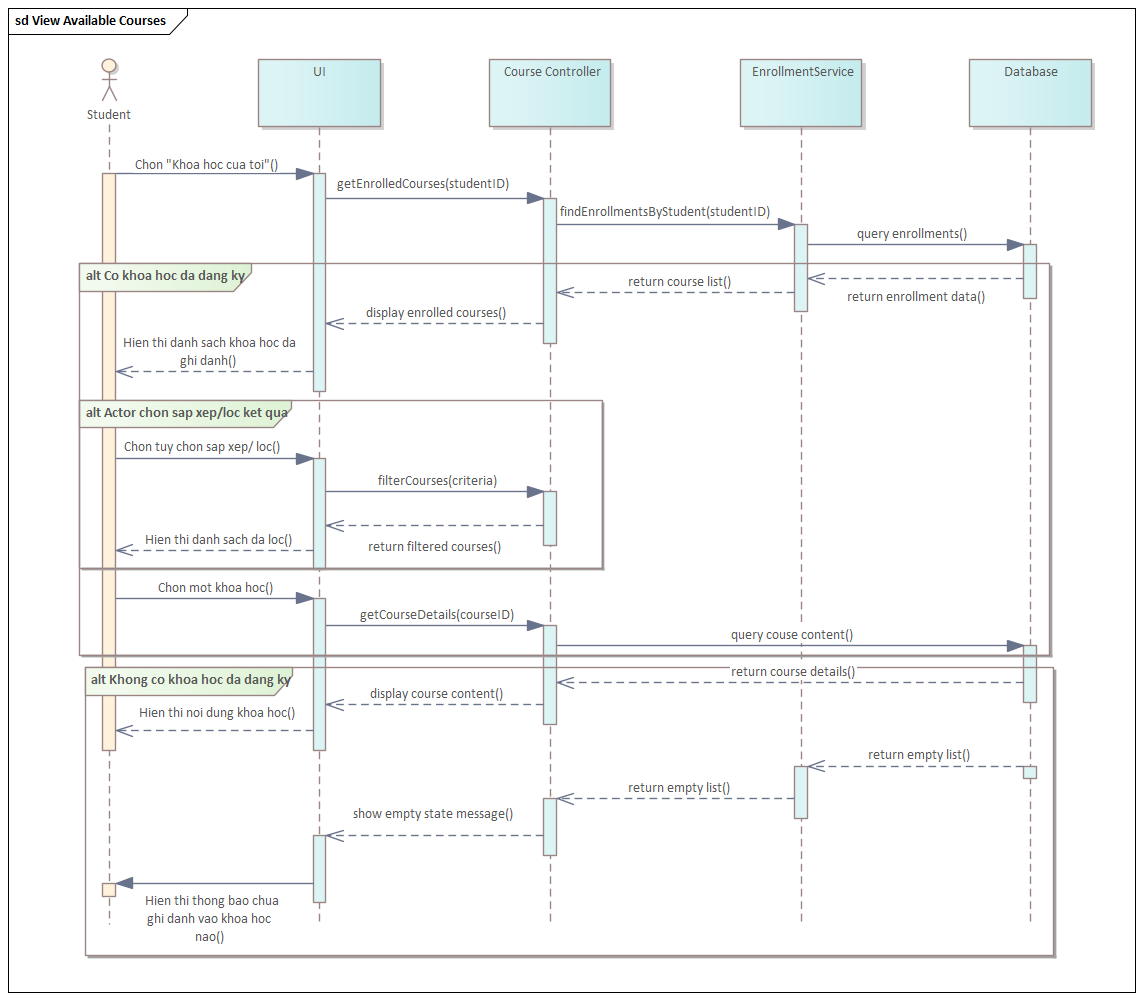 sd View Available Courses
Student
UI
Course Controller
EnrollmentService
Database
Chon "Khoa hoc cua toi"()
getEnrolledCourses(studentID)
findEnrollmentsByStudent(studentID)
query enrollments()
alt Co khoa hoc da dang ky
return course list()
return enrollment data()
display enrolled courses()
Hien thi danh sach khoa hoc da
ghi danh()
alt Actor chon sap xep/loc ket qua
Chon tuy chon sap xep/ loc()
filterCourses(criteria)
Hien thi danh sach da loc()
return filtered courses()
Chon mot khoa hoc()
getCourseDetails(courseID)
query couse content()
alt Khong co khoa hoc da dang ky
return course details()
display course content()
Hien thi noi dung khoa hoc()
return empty list()
return empty list()
show empty state message()
Hien thi thong bao chua
ghi danh vao khoa hoc
nao()